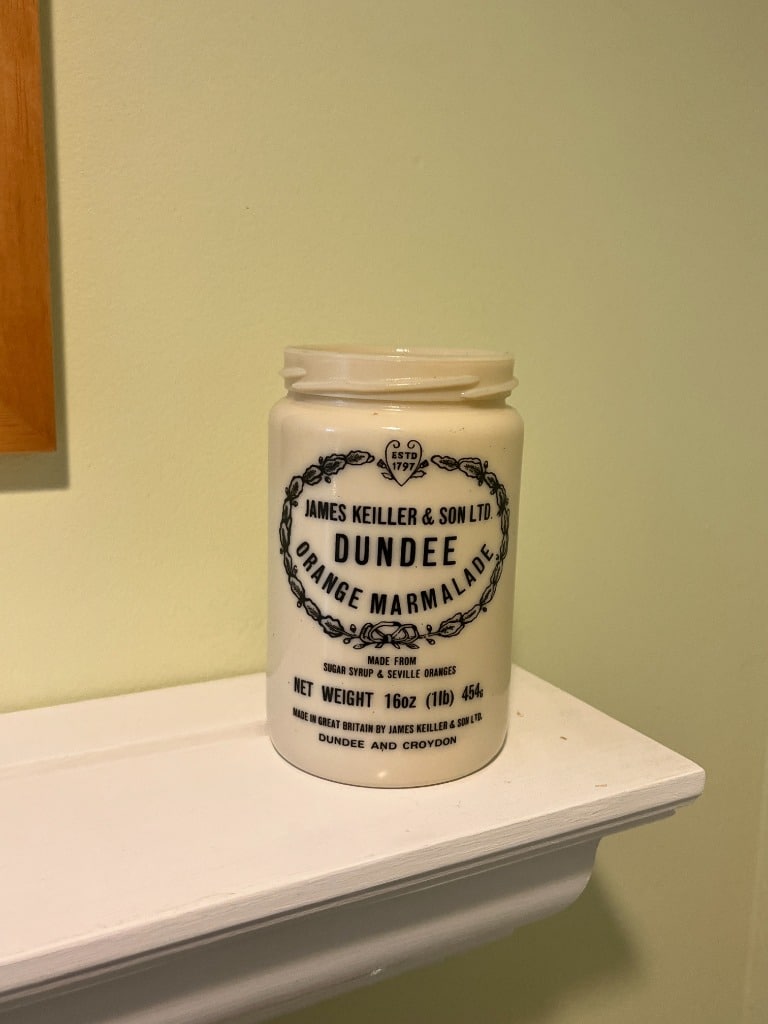 ESTD
1797
JAMES KEILLER & SON LTD.
DUNDEE
ORANGE MARMALADE
MADE FROM
SUGAR SYRUP & SEVILLE ORANGES
NET WEIGHT 16oz (1lb) 454g
MADE IN GREAT BRITAIN BY JAMES KEILLER & SON LTD.
DUNDEE AND CROYDON